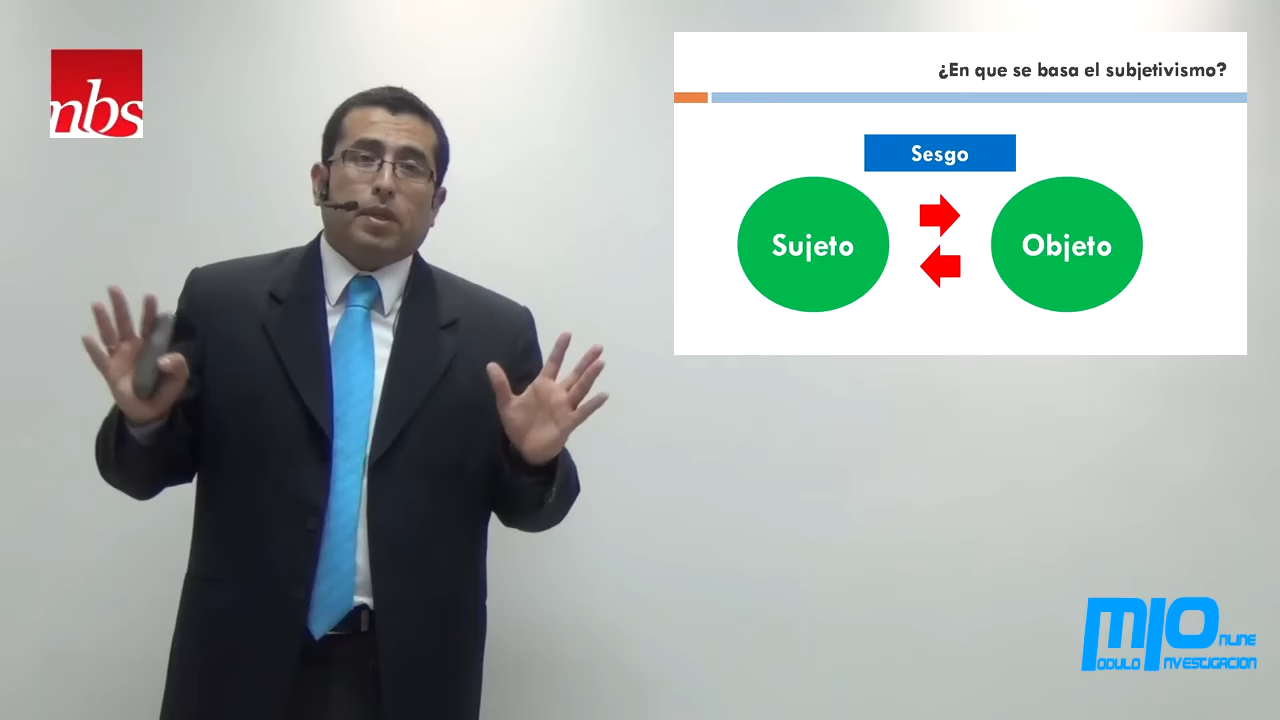 nbs
¿En que se basa el subjetivismo?
Sesgo
Sujeto
Objeto
MIO
NLINE
ODULO NVESTIGACION